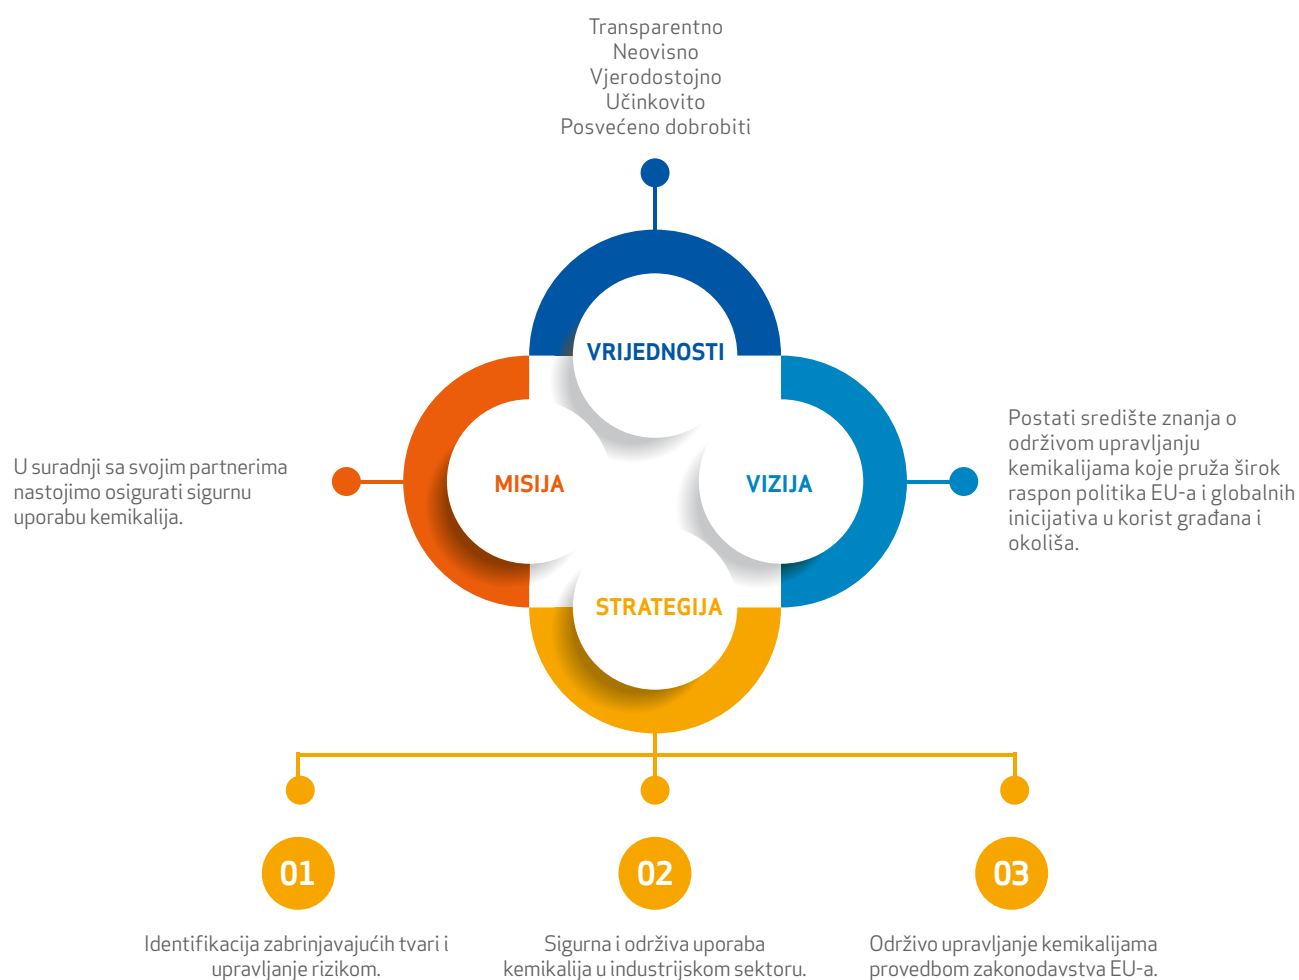 Transparentno
Neovisno
Vjerodostojno
Učinkovito
Posvećeno dobrobiti
VRIJEDNOSTI
MISIJA
U suradnji sa svojim partnerima
nastojimo osigurati sigurnu
uporabu kemikalija.
VIZIJA
Postati središte znanja o
održivom upravljanju
kemikalijama koje pruža širok
raspon politika EU-a i globalnih
inicijativa u korist građana i
okoliša.
STRATEGIJA
01
Identifikacija zabrinjavajućih tvari i
upravljanje rizikom.
02
Sigurna i održiva uporaba
kemikalija u industrijskom sektoru.
03
Održivo upravljanje kemikalijama
provedbom zakonodavstva EU-a.